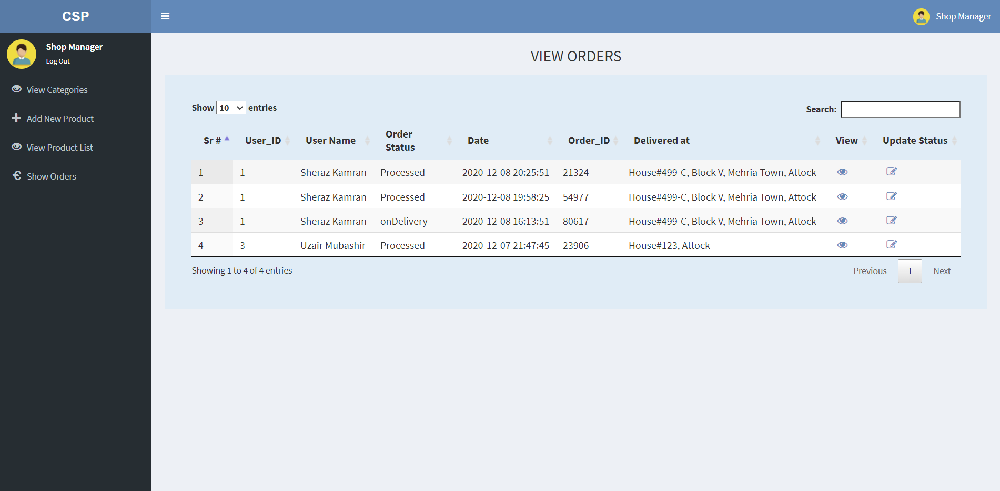 CSP
Shop Manager
Shop Manager
Log Out
View Categories
Add New Product
View Product List
€ Show Orders
VIEW ORDERS
Show 10 entries
Search:
Sr # User_ID User Name Order Status Date Order_ID Delivered at View Update Status
1 1 Sheraz Kamran Processed 2020-12-08 20:25:51 21324 House#499-C, Block V, Mehria Town, Attock
2 1 Sheraz Kamran Processed 2020-12-08 19:58:25 54977 House#499-C, Block V, Mehria Town, Attock
3 1 Sheraz Kamran onDelivery 2020-12-08 16:13:51 80617 House#499-C, Block V, Mehria Town, Attock
4 3 Uzair Mubashir Processed 2020-12-07 21:47:45 23906 House#123, Attock
Showing 1 to 4 of 4 entries
Previous 1 Next